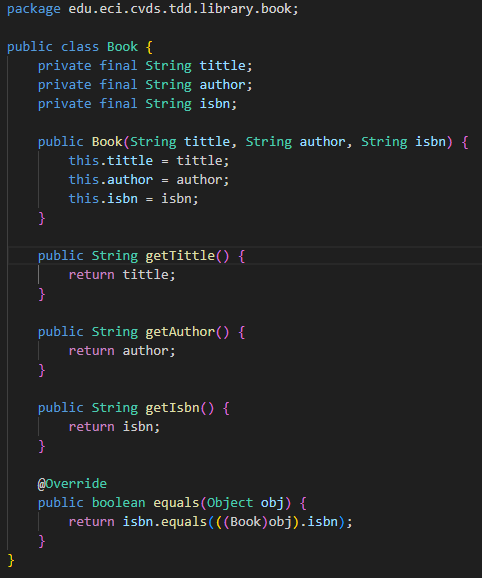 package edu.eci.cvds.tdd.library.book;

public class Book {
    private final String tittle;
    private final String author;
    private final String isbn;

    public Book(String tittle, String author, String isbn) {
        this.tittle = tittle;
        this.author = author;
        this.isbn = isbn;
    }

    public String getTittle() {
        return tittle;
    }

    public String getAuthor() {
        return author;
    }

    public String getIsbn() {
        return isbn;
    }

    @Override
    public boolean equals(Object obj) {
        return isbn.equals(((Book)obj).isbn);
    }
}